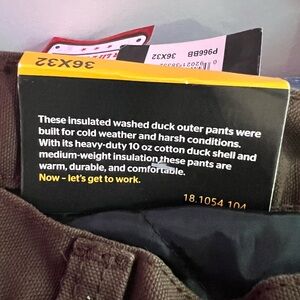 36X32
P966BB
36X32
These insulated washed duck outer pants were
built for cold weather and harsh conditions.
With its heavy-duty 10 oz cotton duck shell and
medium-weight insulation these pants are
warm, durable, and comfortable.
Now – let's get to work.
18.1054 104